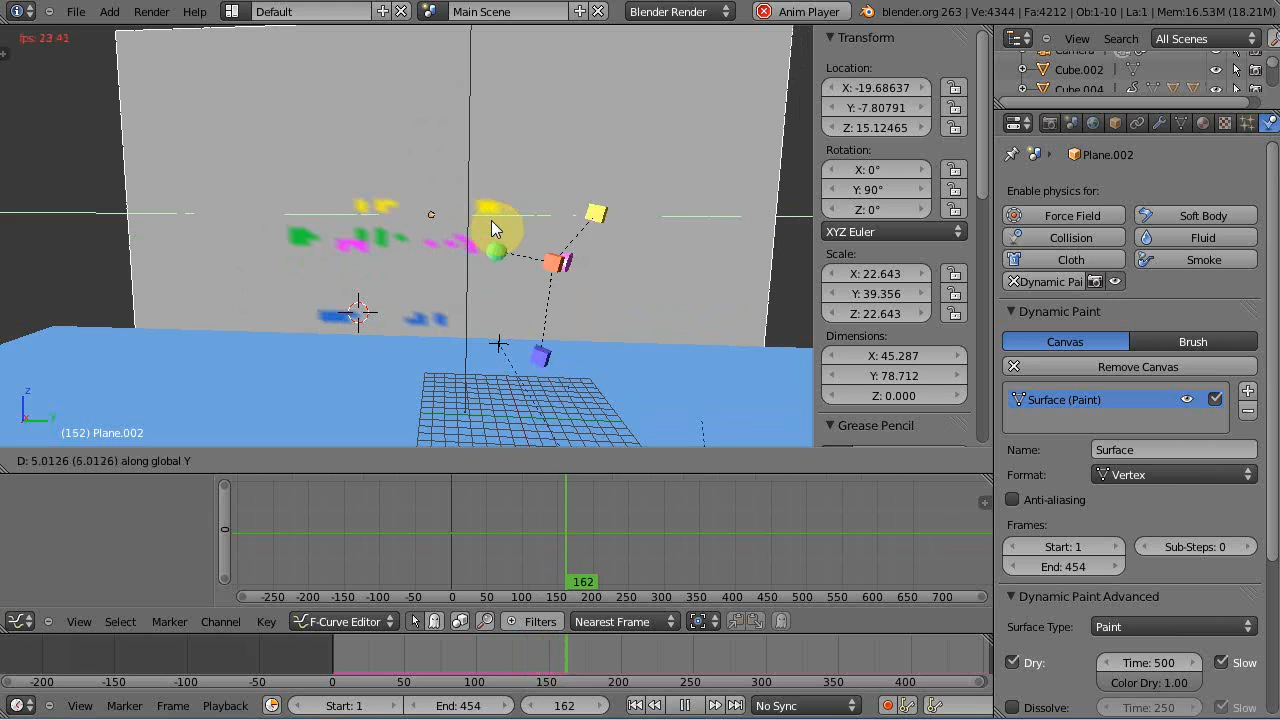 File Add Render Help Default Main Scene Blender Render Anim Player blender.org 263 | Ve:4344 | Fa:4212 | Ob:1-10 | La:1 | Mem:16.53M (18.21M)
fps: 23.41
(152) Plane.002
D: 5.0126 (5.0126) along global Y
Transform
Location:
X: -19.68637
Y: -7.80791
Z: 15.12465
Rotation:
X: 0°
Y: 90°
Z: 0°
XYZ Euler
Scale:
X: 22.643
Y: 39.356
Z: 22.643
Dimensions:
X: 45.287
Y: 78.712
Z: 0.000
Grease Pencil
View Search All Scenes
Camera
Cube.002
Cube.004
Plane.002
Enable physics for:
Force Field Soft Body
Collision Fluid
Cloth Smoke
Dynamic Pai
Dynamic Paint
Canvas Brush
Remove Canvas
Surface (Paint)
Name: Surface
Format: Vertex
Anti-aliasing
Frames:
Start: 1 Sub-Steps: 0
End: 454
Dynamic Paint Advanced
Surface Type: Paint
Dry: Time: 500 Slow
Color Dry: 1.00
Dissolve: Time: 250 Slow
0
162
-250 -200 -150 -100 -50 0 50 100 150 200 250 300 350 400 450 500 550 600 650 700
View Select Marker Channel Key F-Curve Editor Filters Nearest Frame
-200 -150 -100 -50 0 50 100 150 200 250 300 350 400
View Marker Frame Playback Start: 1 End: 454 162 No Sync